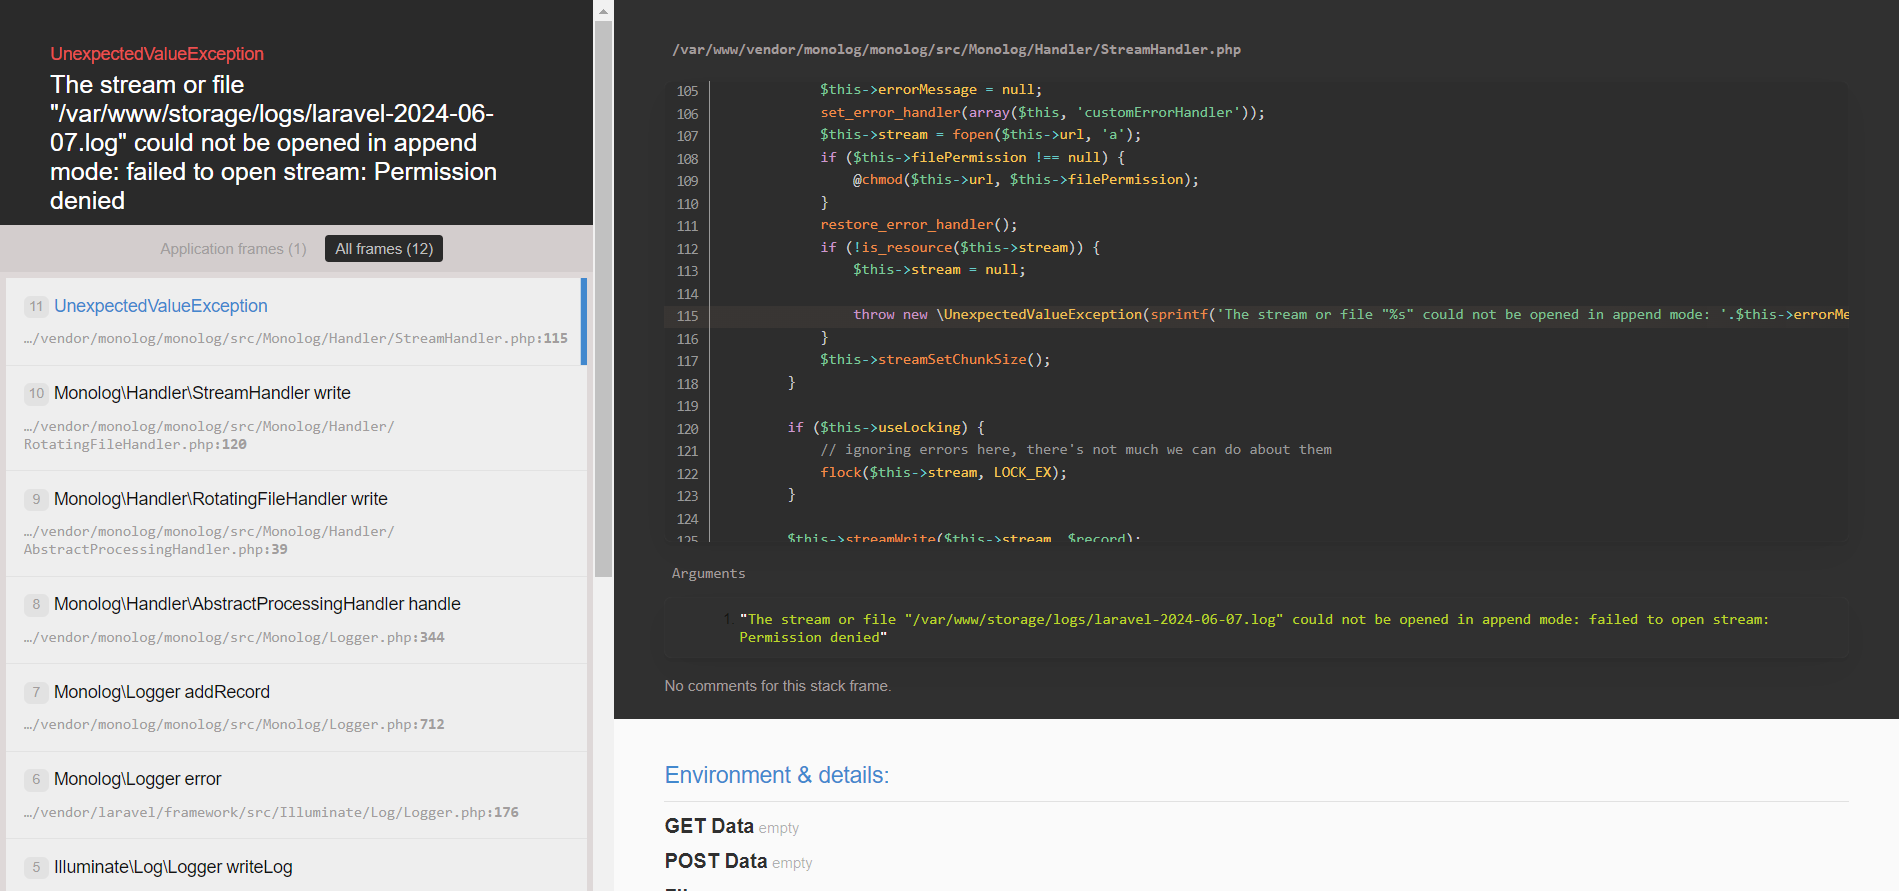 UnexpectedValueException
The stream or file
"/var/www/storage/logs/laravel-2024-06-
07.log" could not be opened in append
mode: failed to open stream: Permission
denied
Application frames (1)
All frames (12)
11 UnexpectedValueException
…/vendor/monolog/monolog/src/Monolog/Handler/StreamHandler.php:115
10 Monolog\Handler\StreamHandler write
…/vendor/monolog/monolog/src/Monolog/Handler/
RotatingFileHandler.php:120
9 Monolog\Handler\RotatingFileHandler write
…/vendor/monolog/monolog/src/Monolog/Handler/
AbstractProcessingHandler.php:39
8 Monolog\Handler\AbstractProcessingHandler handle
…/vendor/monolog/monolog/src/Monolog/Logger.php:344
7 Monolog\Logger addRecord
…/vendor/monolog/monolog/src/Monolog/Logger.php:712
6 Monolog\Logger error
…/vendor/laravel/framework/src/Illuminate/Log/Logger.php:176
5 Illuminate\Log\Logger writeLog
/var/www/vendor/monolog/monolog/src/Monolog/Handler/StreamHandler.php
105 $this->errorMessage = null;
106 set_error_handler(array($this, 'customErrorHandler'));
107 $this->stream = fopen($this->url, 'a');
108 if ($this->filePermission !== null) {
109 @chmod($this->url, $this->filePermission);
110 }
111 restore_error_handler();
112 if (!is_resource($this->stream)) {
113 $this->stream = null;
114
115 throw new \UnexpectedValueException(sprintf('The stream or file "%s" could not be opened in append mode: '.$this->errorMe
116 }
117 $this->streamSetChunkSize();
118 }
119
120 if ($this->useLocking) {
121 // ignoring errors here, there's not much we can do about them
122 flock($this->stream, LOCK_EX);
123 }
124
125 $this->streamWrite($this->stream, $record);
Arguments
1. "The stream or file "/var/www/storage/logs/laravel-2024-06-07.log" could not be opened in append mode: failed to open stream:
Permission denied"
No comments for this stack frame.
Environment & details:
GET Data empty
POST Data empty